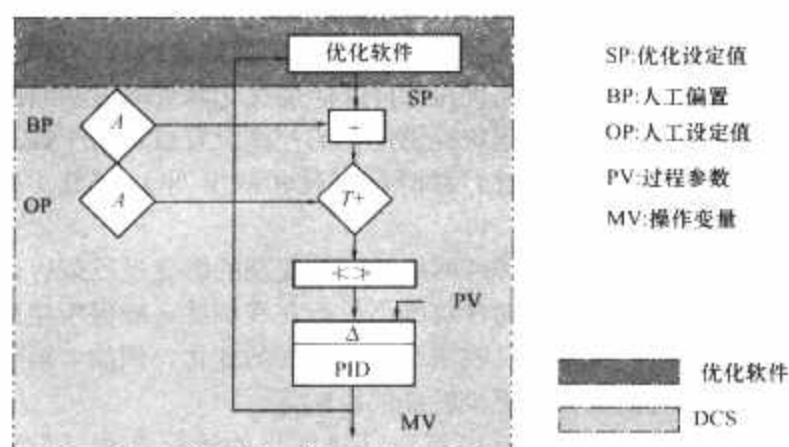 优化软件
SP
BP
A
OP
A
T+
PV
Δ
PID
MV
SP:优化设定值
BP:人工偏置
OP:人工设定值
PV:过程参数
MV:操作变量
优化软件
DCS